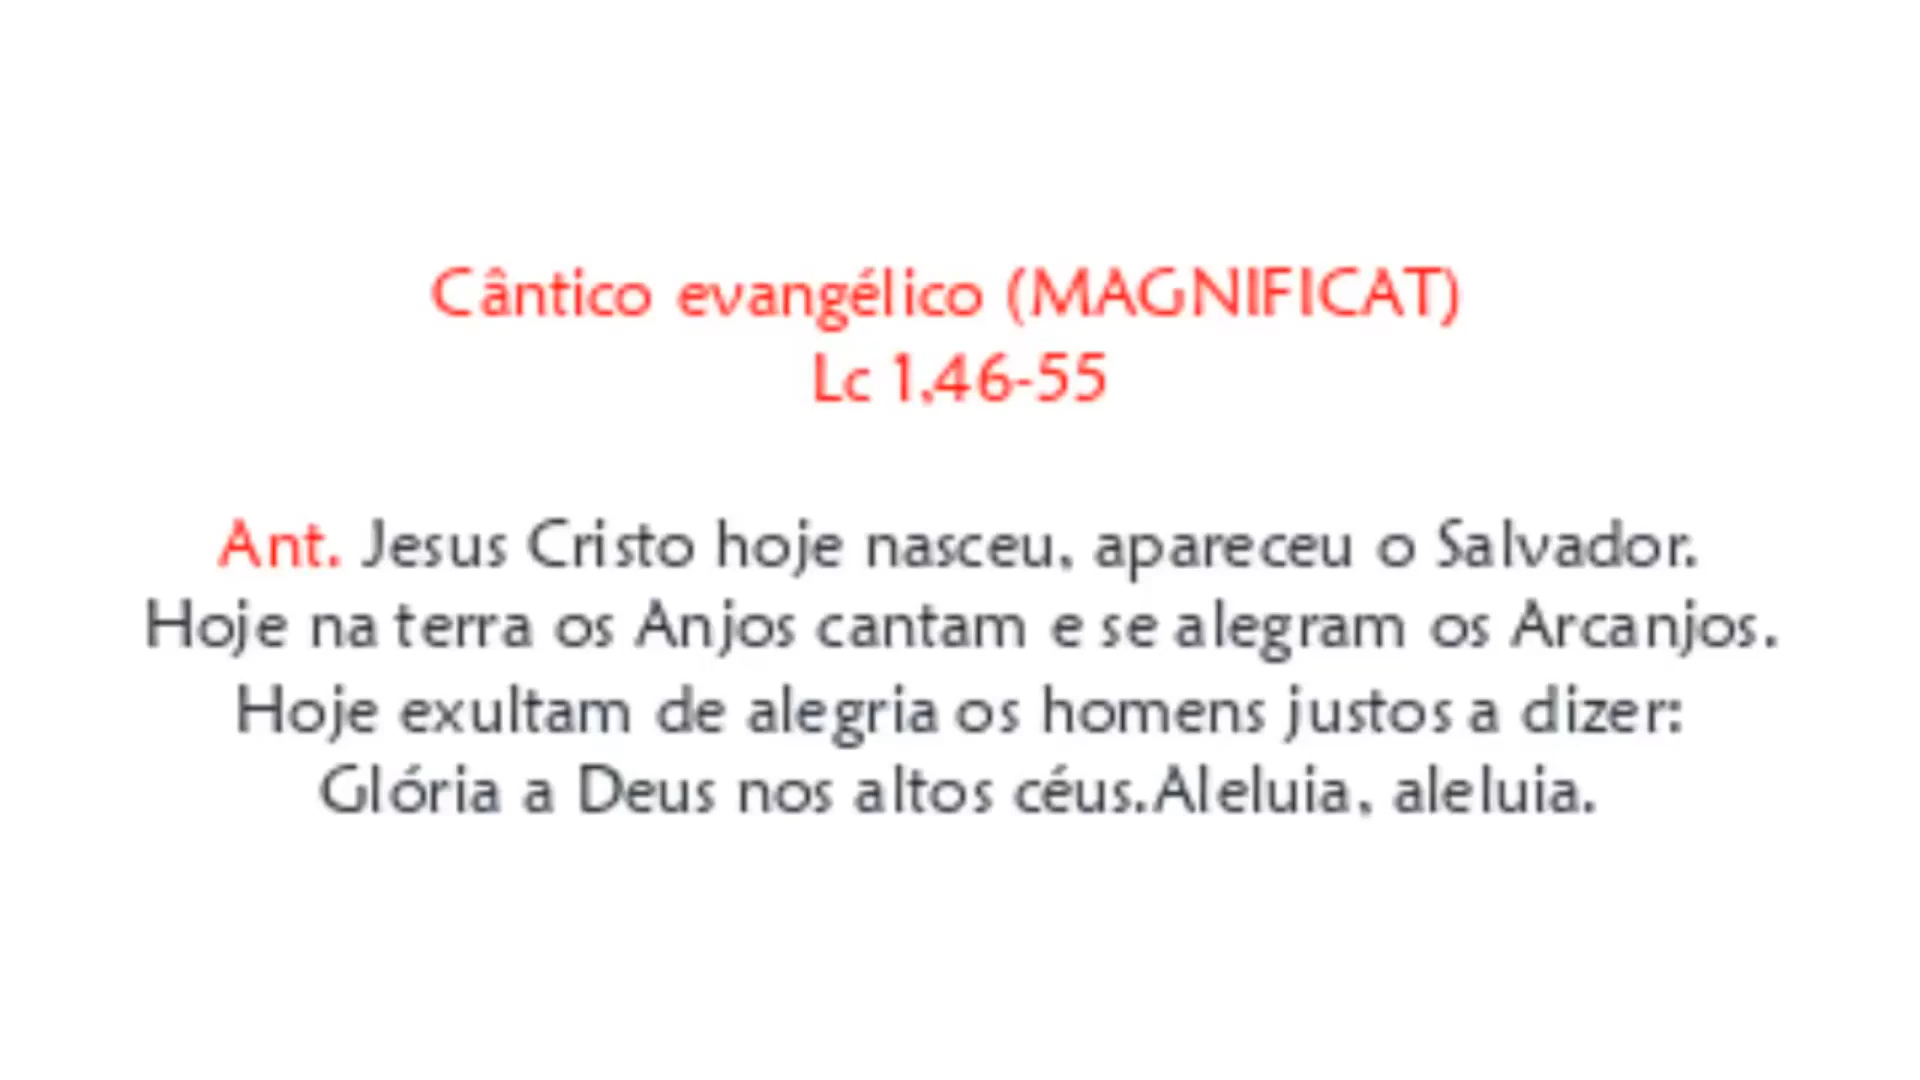 Cântico evangélico (MAGNIFICAT)
Lc 1,46-55
Ant. Jesus Cristo hoje nasceu, apareceu o Salvador.
Hoje na terra os Anjos cantam e se alegram os Arcanjos.
Hoje exultam de alegria os homens justos a dizer:
Glória a Deus nos altos céus.Aleluia, aleluia.